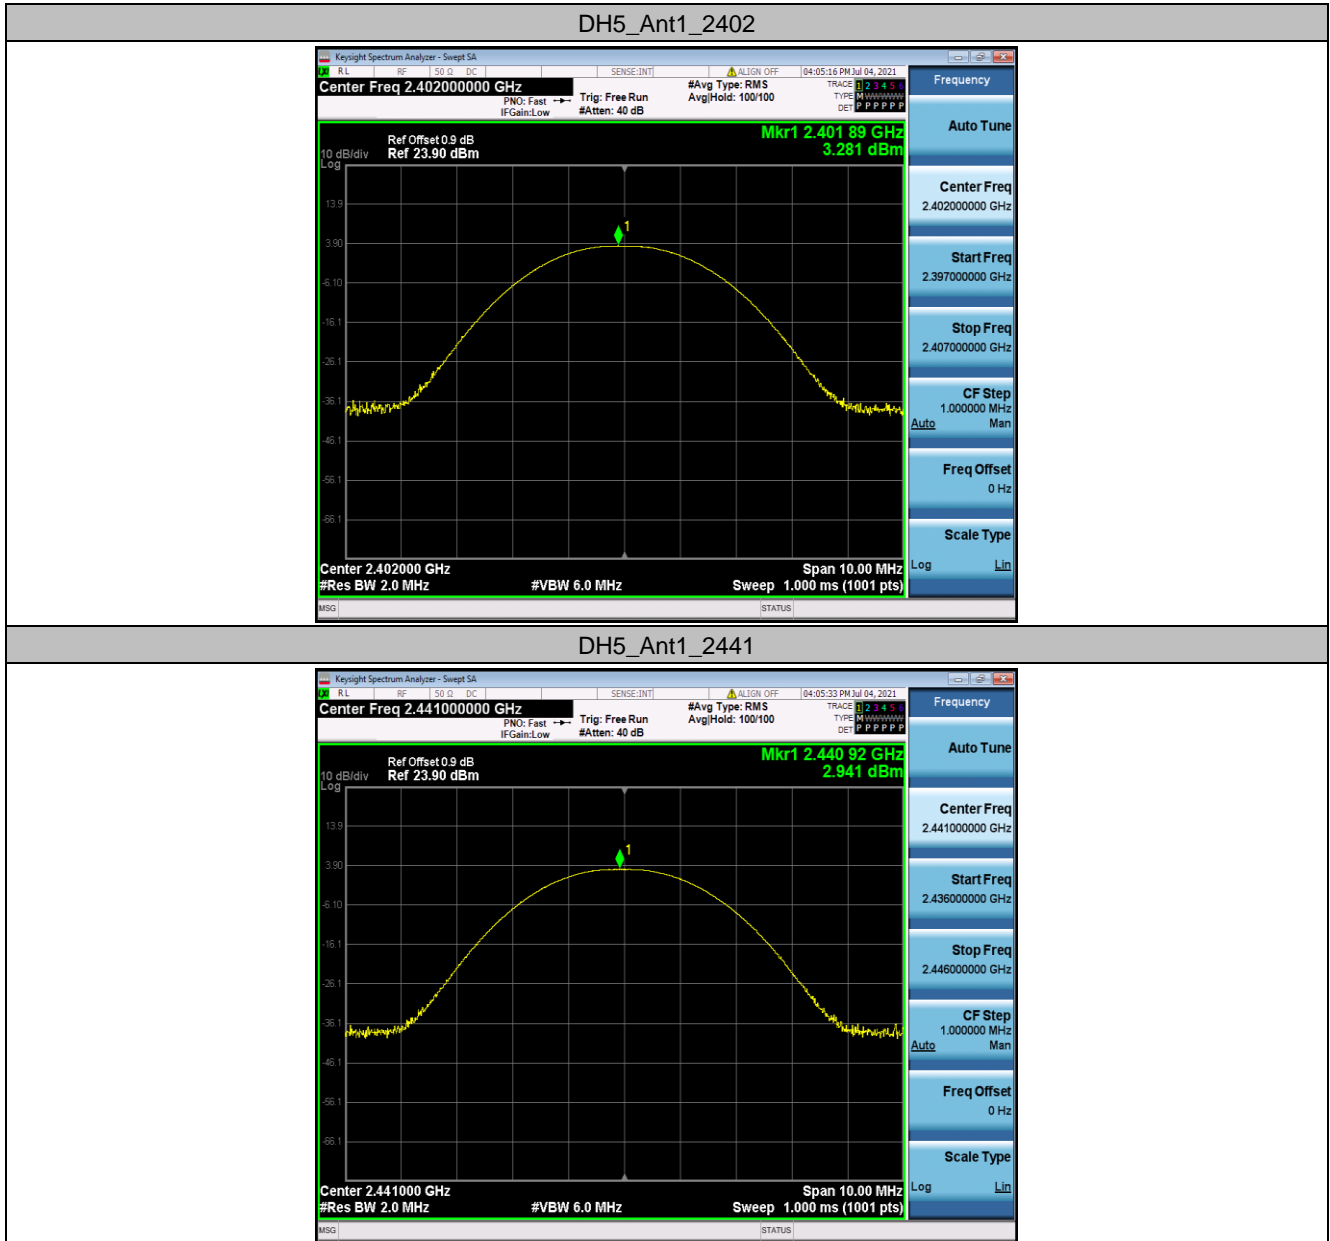 DH5_Ant1_2402
Keysight Spectrum Analyzer - Swept SA
RL RF 50 Ω DC SENSE:INT ALIGN OFF 04:05:16 PM Jul 04, 2021
Center Freq 2.402000000 GHz
PNO: Fast
IFGain:Low
Trig: Free Run
#Atten: 40 dB
#Avg Type: RMS
Avg|Hold: 100/100
TRACE 1 2 3 4 5 6
TYPE M WWWWW
DET P P P P P P
Mkr1 2.401 89 GHz
3.281 dBm
Ref Offset 0.9 dB
10 dB/div Ref 23.90 dBm
Log
13.9
3.90
-6.10
-16.1
-26.1
-36.1
-46.1
-56.1
-66.1
1
Center 2.402000 GHz Span 10.00 MHz
#Res BW 2.0 MHz #VBW 6.0 MHz Sweep 1.000 ms (1001 pts)
MSG STATUS
Frequency
Auto Tune
Center Freq
2.402000000 GHz
Start Freq
2.397000000 GHz
Stop Freq
2.407000000 GHz
CF Step
1.000000 MHz
Auto Man
Freq Offset
0 Hz
Scale Type
Log Lin
DH5_Ant1_2441
Keysight Spectrum Analyzer - Swept SA
RL RF 50 Ω DC SENSE:INT ALIGN OFF 04:05:33 PM Jul 04, 2021
Center Freq 2.441000000 GHz
PNO: Fast
IFGain:Low
Trig: Free Run
#Atten: 40 dB
#Avg Type: RMS
Avg|Hold: 100/100
TRACE 1 2 3 4 5 6
TYPE M WWWWW
DET P P P P P P
Mkr1 2.440 92 GHz
2.941 dBm
Ref Offset 0.9 dB
10 dB/div Ref 23.90 dBm
Log
13.9
3.90
-6.10
-16.1
-26.1
-36.1
-46.1
-56.1
-66.1
1
Center 2.441000 GHz Span 10.00 MHz
#Res BW 2.0 MHz #VBW 6.0 MHz Sweep 1.000 ms (1001 pts)
MSG STATUS
Frequency
Auto Tune
Center Freq
2.441000000 GHz
Start Freq
2.436000000 GHz
Stop Freq
2.446000000 GHz
CF Step
1.000000 MHz
Auto Man
Freq Offset
0 Hz
Scale Type
Log Lin